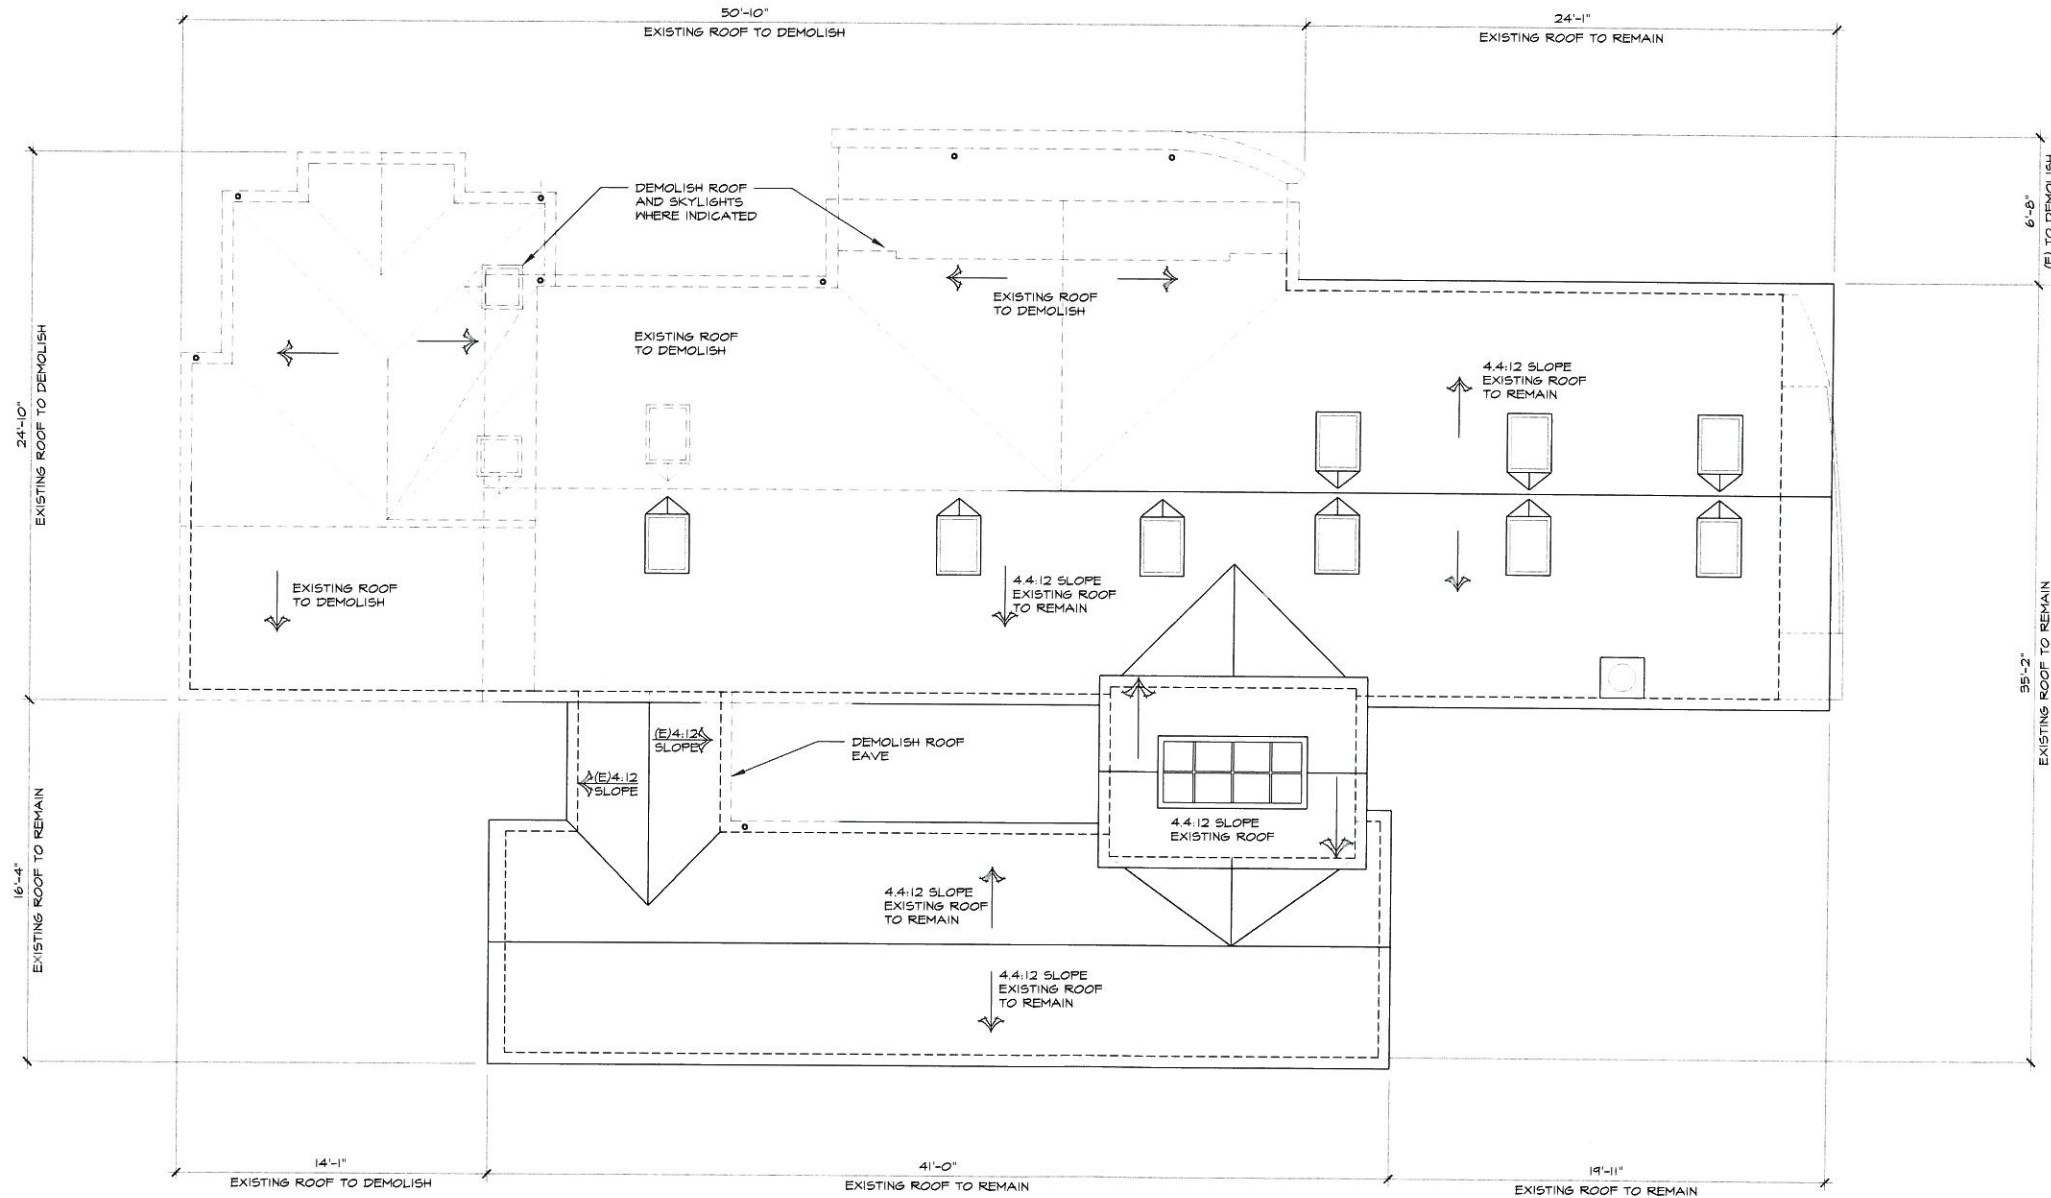 50'-10"
EXISTING ROOF TO DEMOLISH
24'-1"
EXISTING ROOF TO REMAIN
6'-8"
(E) TO DEMOLISH
DEMOLISH ROOF
AND SKYLIGHTS
WHERE INDICATED
EXISTING ROOF
TO DEMOLISH
EXISTING ROOF
TO DEMOLISH
24'-10"
EXISTING ROOF TO DEMOLISH
4.4:12 SLOPE
EXISTING ROOF
TO REMAIN
EXISTING ROOF
TO DEMOLISH
4.4:12 SLOPE
EXISTING ROOF
TO REMAIN
35'-2"
EXISTING ROOF TO REMAIN
(E)4:12
SLOPE
DEMOLISH ROOF
EAVE
(E)4:12
SLOPE
4.4:12 SLOPE
EXISTING ROOF
16'-4"
EXISTING ROOF TO REMAIN
4.4:12 SLOPE
EXISTING ROOF
TO REMAIN
4.4:12 SLOPE
EXISTING ROOF
TO REMAIN
14'-1"
EXISTING ROOF TO DEMOLISH
41'-0"
EXISTING ROOF TO REMAIN
19'-11"
EXISTING ROOF TO REMAIN